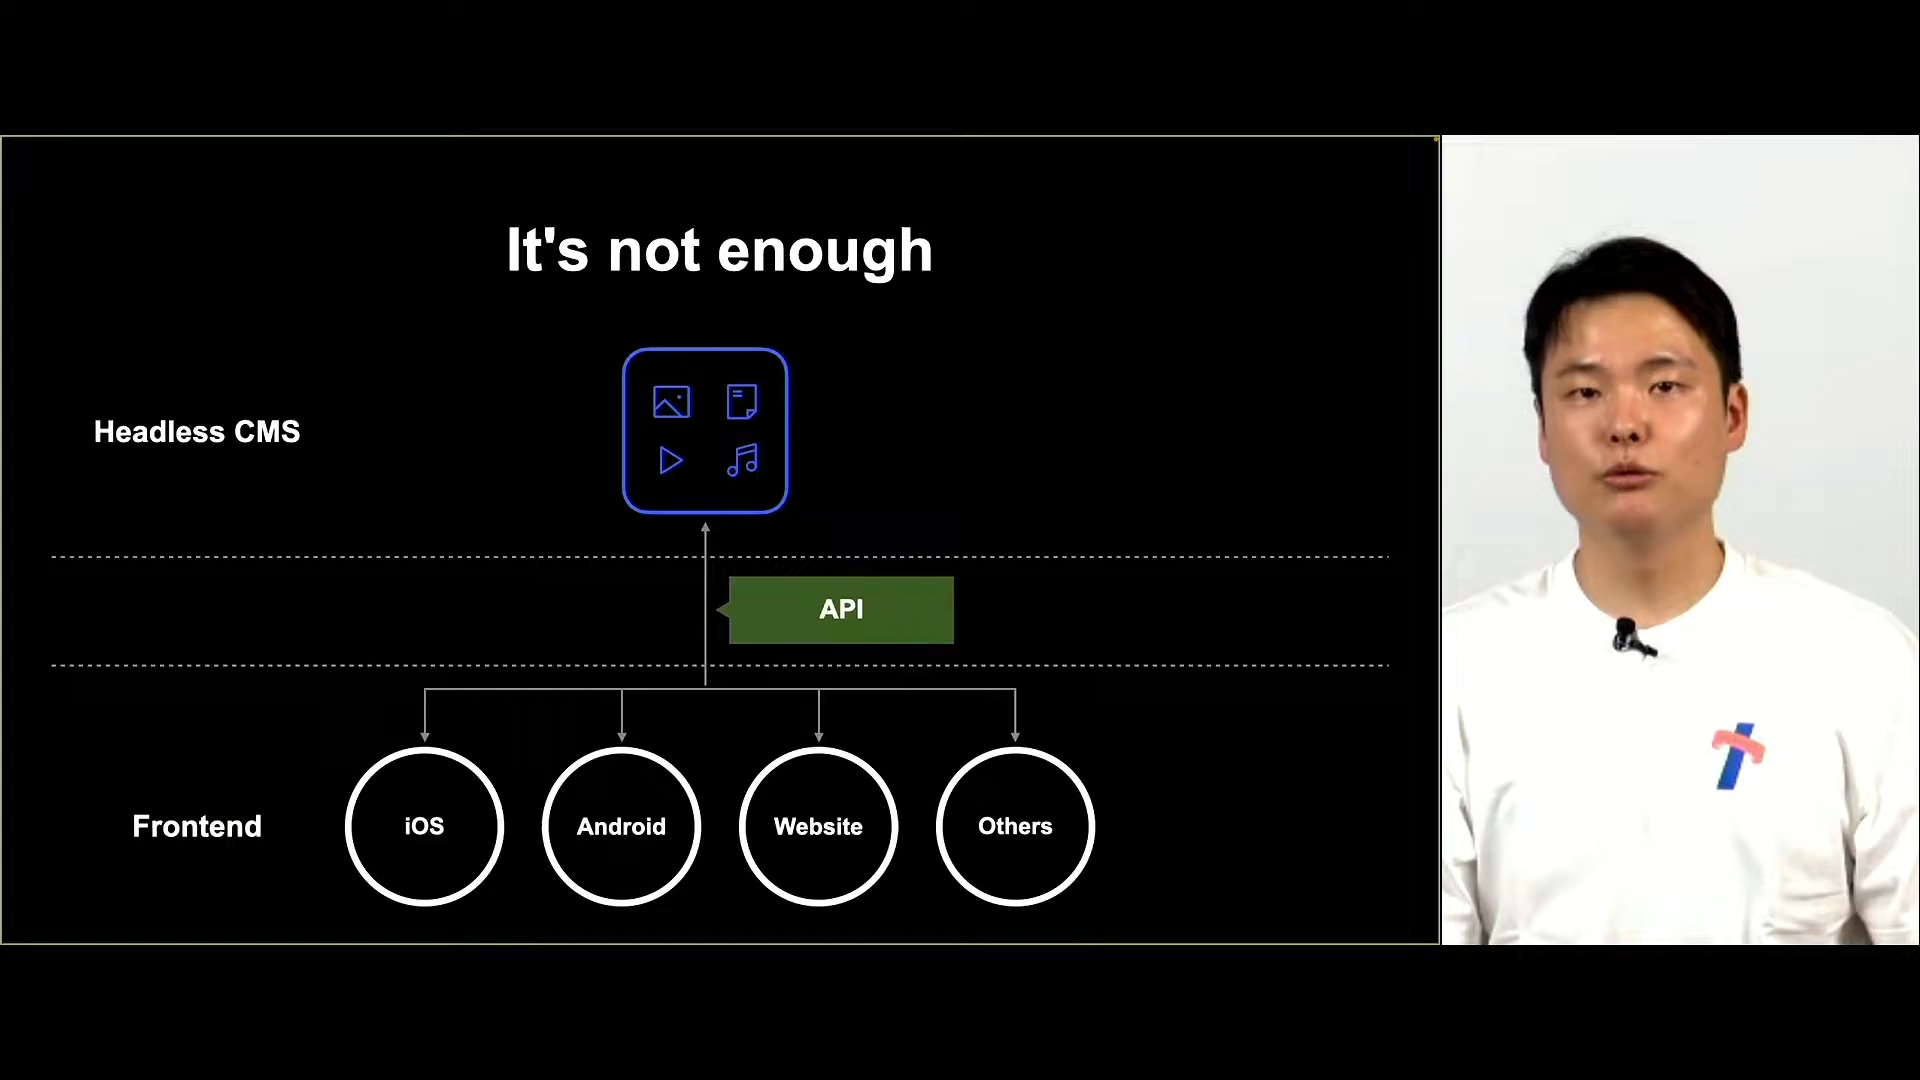 It's not enough
Headless CMS
API
Frontend
iOS
Android
Website
Others